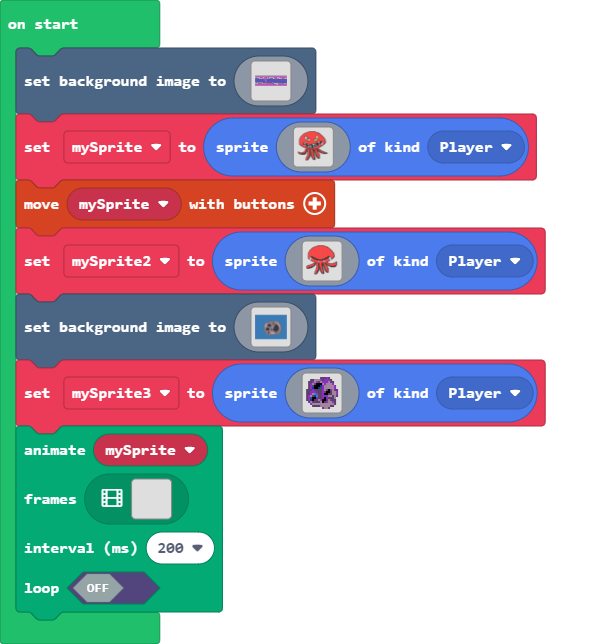 on start
set background image to
set mySprite to sprite of kind Player
move mySprite with buttons
set mySprite2 to sprite of kind Player
set background image to
set mySprite3 to sprite of kind Player
animate mySprite
frames
interval (ms) 200
loop OFF